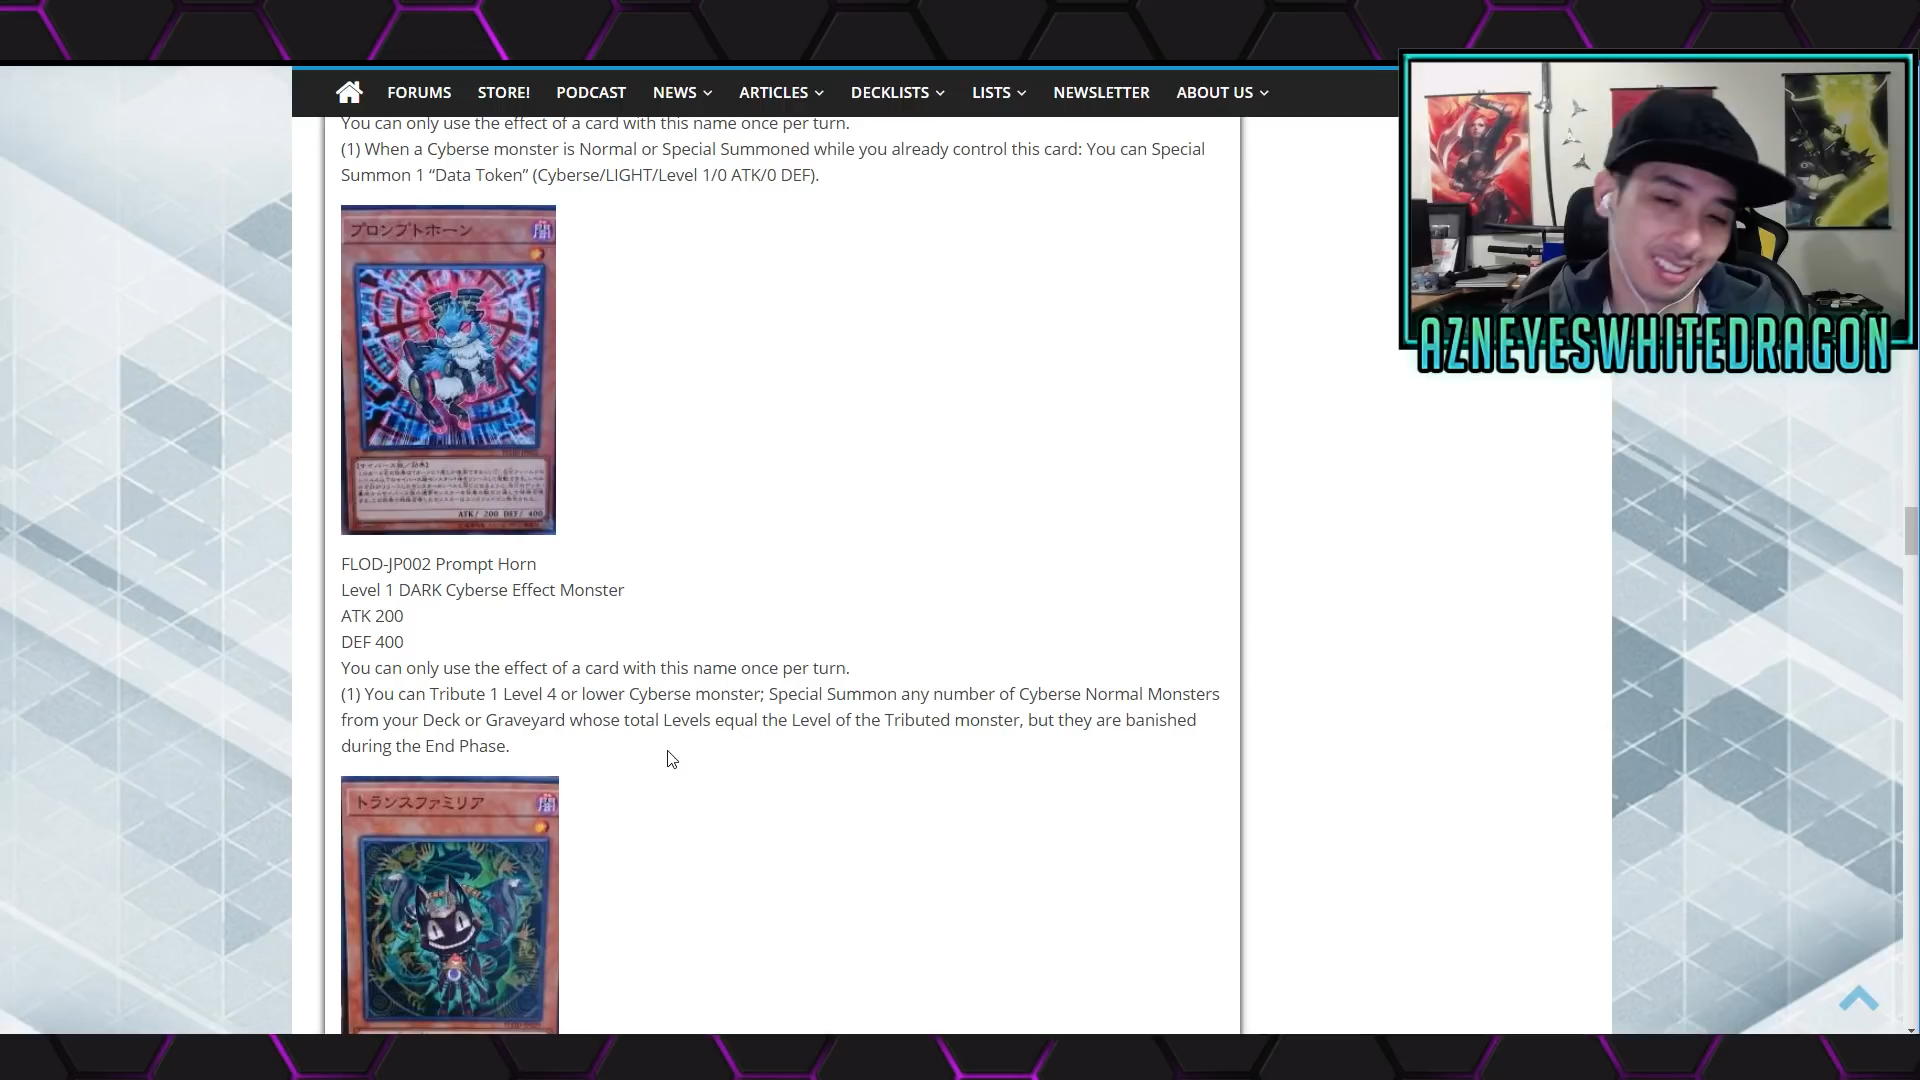 FORUMS STORE! PODCAST NEWS ARTICLES DECKLISTS LISTS NEWSLETTER ABOUT US
AZNEYESWHITEDRAGON
You can only use the effect of a card with this name once per turn.
(1) When a Cyberse monster is Normal or Special Summoned while you already control this card: You can Special
Summon 1 “Data Token” (Cyberse/LIGHT/Level 1/0 ATK/0 DEF).
プロンプトホーン
闇
ATK/ 200 DEF/ 400
FLOD-JP002 Prompt Horn
Level 1 DARK Cyberse Effect Monster
ATK 200
DEF 400
You can only use the effect of a card with this name once per turn.
(1) You can Tribute 1 Level 4 or lower Cyberse monster; Special Summon any number of Cyberse Normal Monsters
from your Deck or Graveyard whose total Levels equal the Level of the Tributed monster, but they are banished
during the End Phase.
トランスファミリア
闇